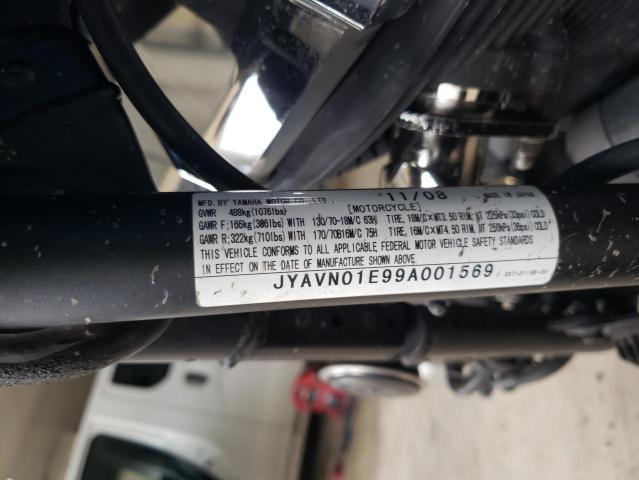 11/08
MFD. BY YAMAHA MOTOR CO., LTD. MADE IN JAPAN
GVWR 488kg(1076lbs) [MOTORCYCLE]
GAWR F;166kg(366lbs) WITH 130/70-18M/C 63H TIRE, 18M/C×MT3.50 RIM, AT 225kPa(33psi)COLD
GAWR R;322kg(710lbs) WITH 170/70B16M/C 75H TIRE, 16M/C×MT4.50 RIM, AT 250kPa(36psi)COLD
THIS VEHICLE CONFORMS TO ALL APPLICABLE FEDERAL MOTOR VEHICLE SAFETY STANDARDS
IN EFFECT ON THE DATE OF MANUFACTURE SHOWN ABOVE.
JYAVN01E99A001569